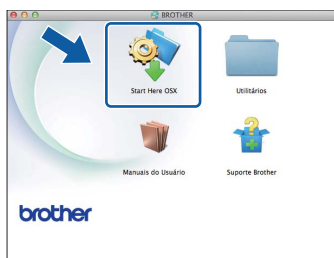 BROTHER
Start Here OSX
Utilitários
Manuais do Usuário
Suporte Brother
brother